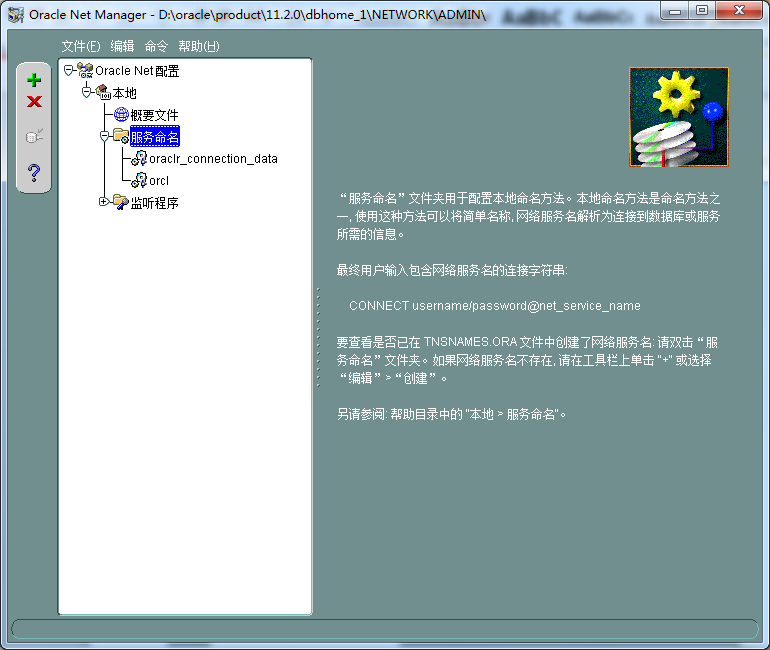 Oracle Net Manager - D:\oracle\product\11.2.0\dbhome_1\NETWORK\ADMIN\
文件(F) 编辑 命令 帮助(H)
Oracle Net 配置
本地
概要文件
服务命名
oraclr_connection_data
orcl
监听程序
“服务命名”文件夹用于配置本地命名方法。本地命名方法是命名方法之
一, 使用这种方法可以将简单名称, 网络服务名解析为连接到数据库或服务
所需的信息。
最终用户输入包含网络服务名的连接字符串:
CONNECT username/password@net_service_name
要查看是否已在 TNSNAMES.ORA 文件中创建了网络服务名: 请双击“服
务命名”文件夹。如果网络服务名不存在, 请在工具栏上单击 "+" 或选择
“编辑”>“创建”。
另请参阅: 帮助目录中的 "本地 > 服务命名"。